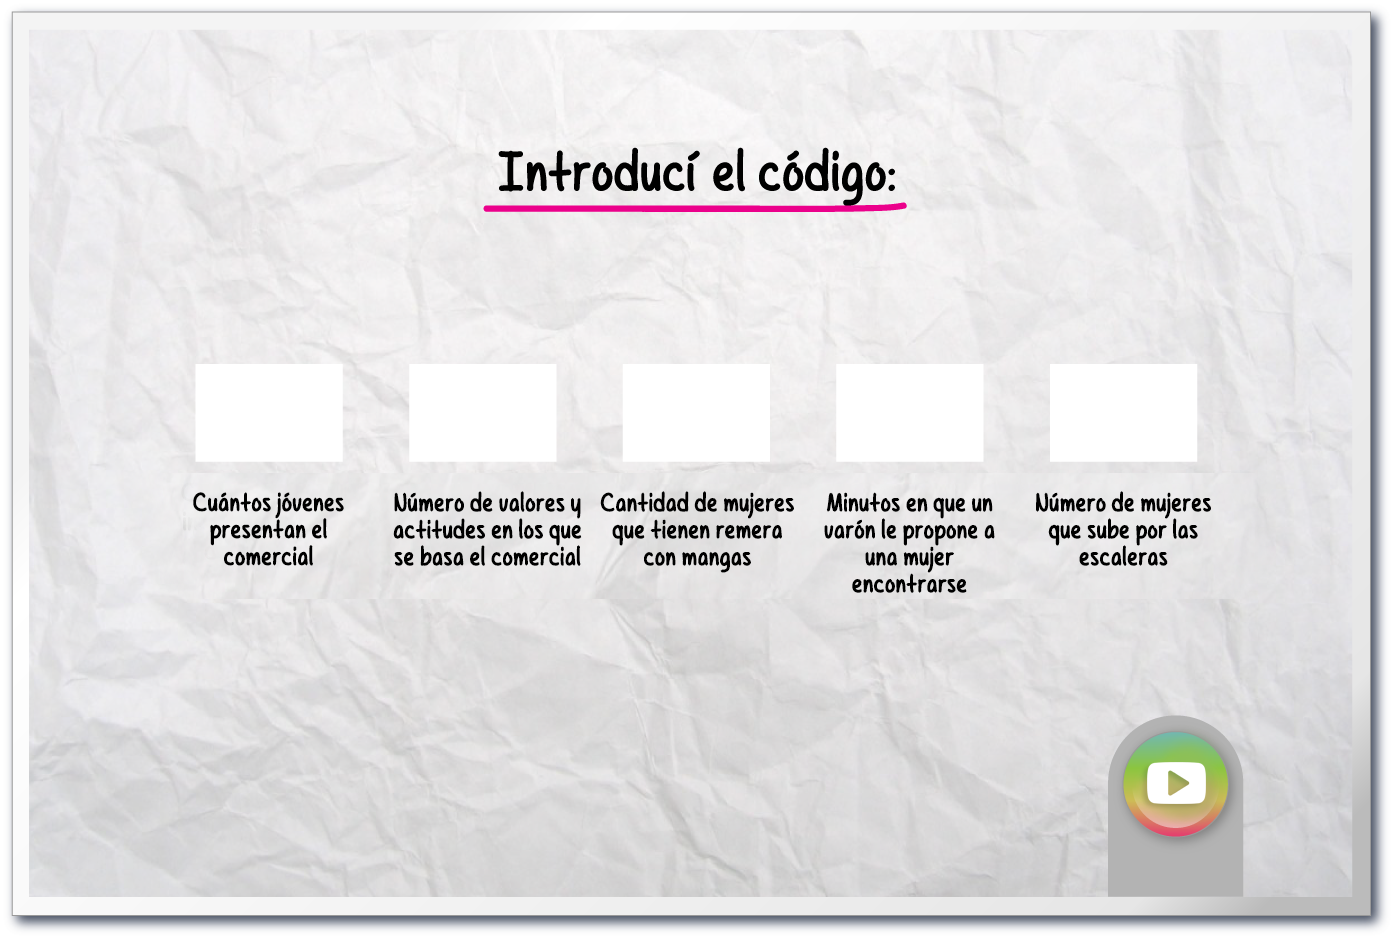 Introducí el código:
Cuántos jóvenes
presentan el
comercial
Número de valores y
actitudes en los que
se basa el comercial
Cantidad de mujeres
que tienen remera
con mangas
Minutos en que un
varón le propone a
una mujer
encontrarse
Número de mujeres
que sube por las
escaleras